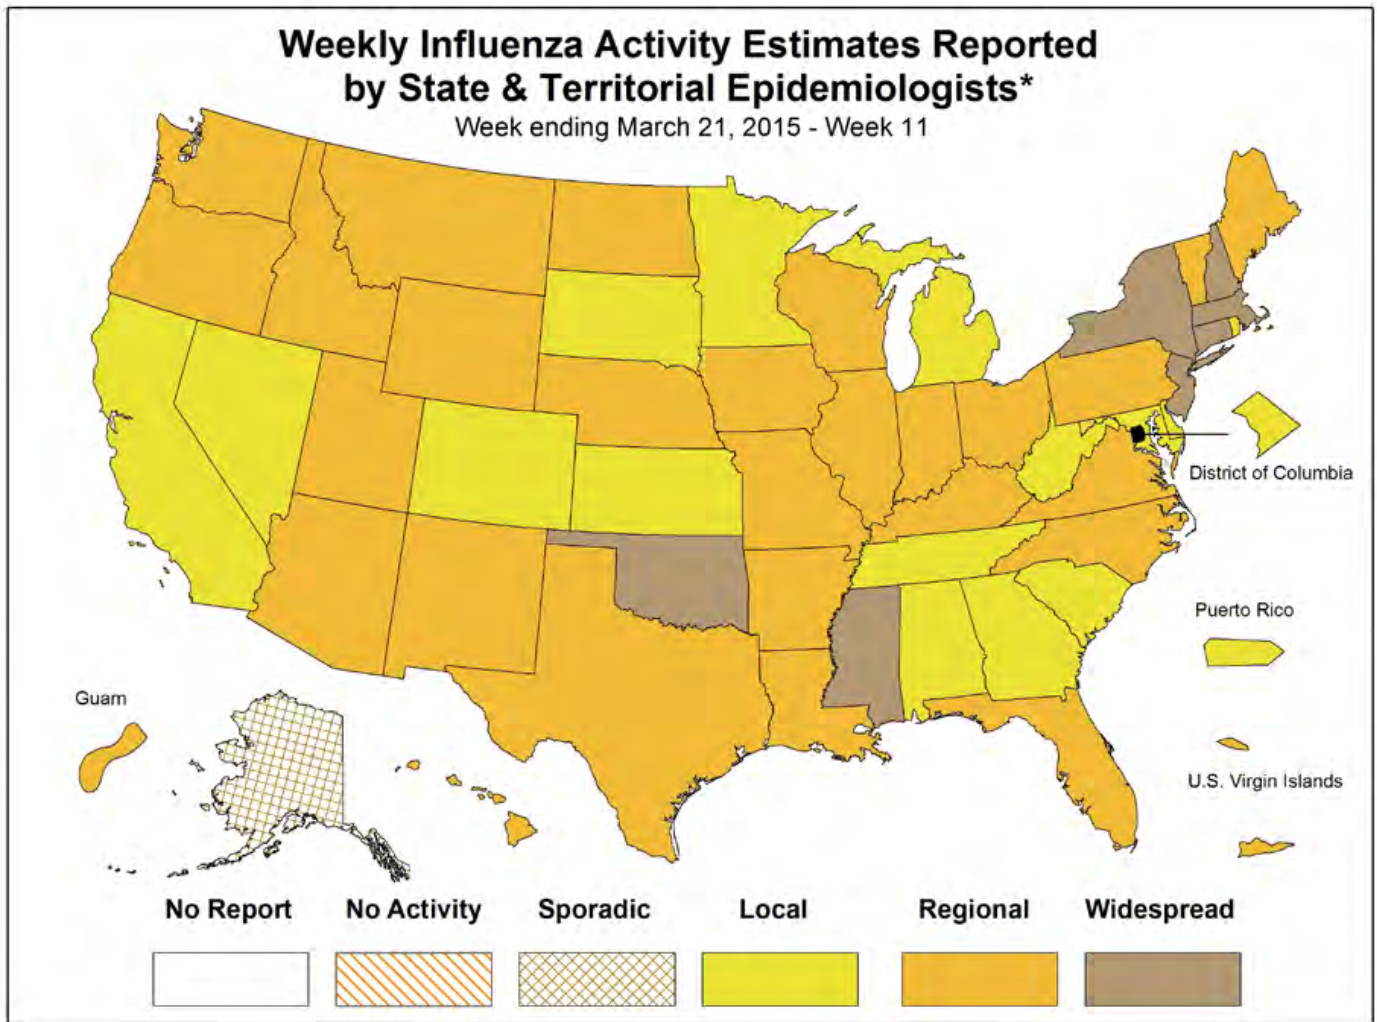 Weekly Influenza Activity Estimates Reported
by State & Territorial Epidemiologists*
Week ending March 21, 2015 - Week 11
District of Columbia
Puerto Rico
Guam
U.S. Virgin Islands
No Report No Activity Sporadic Local Regional Widespread